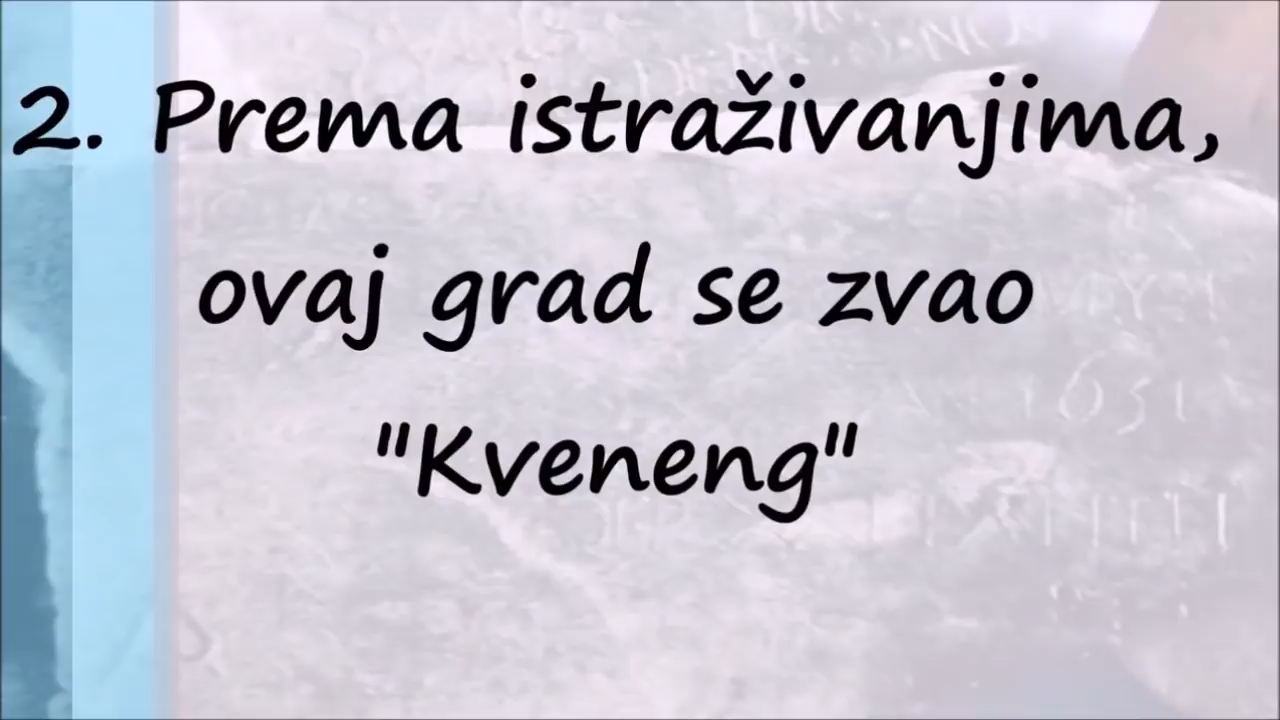 2. Prema istraživanjima,
ovaj grad se zvao
"Kveneng"